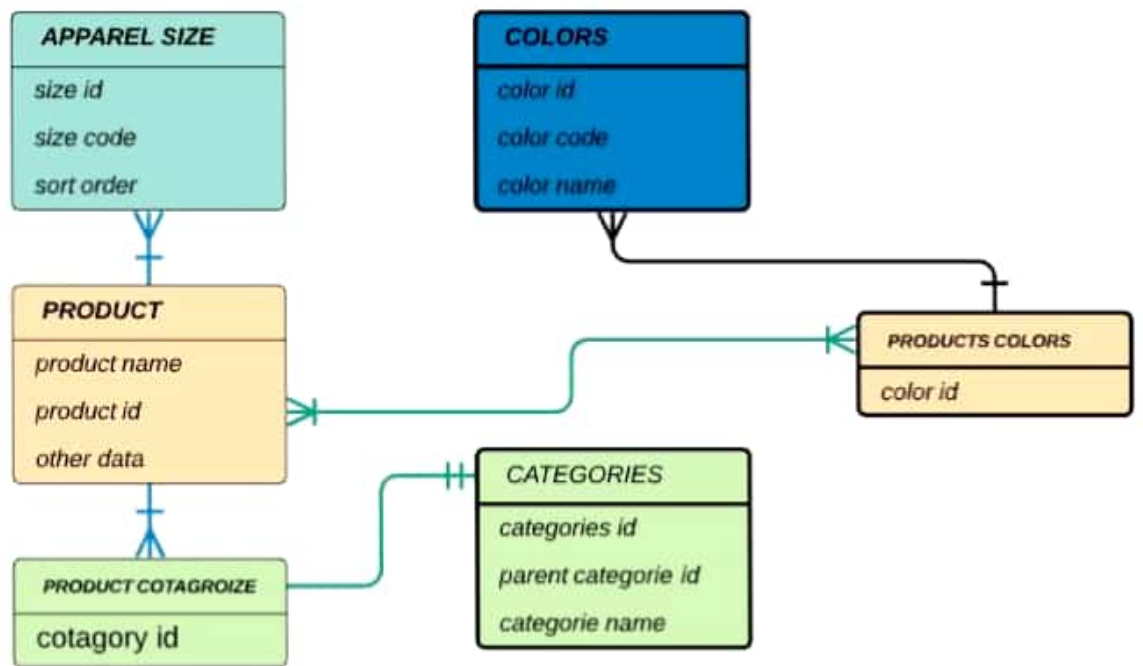 APPAREL SIZE
size id
size code
sort order
COLORS
color id
color code
color name
PRODUCT
product name
product id
other data
PRODUCTS COLORS
color id
CATEGORIES
categories id
parent categorie id
categorie name
PRODUCT COTAGROIZE
cotagory id